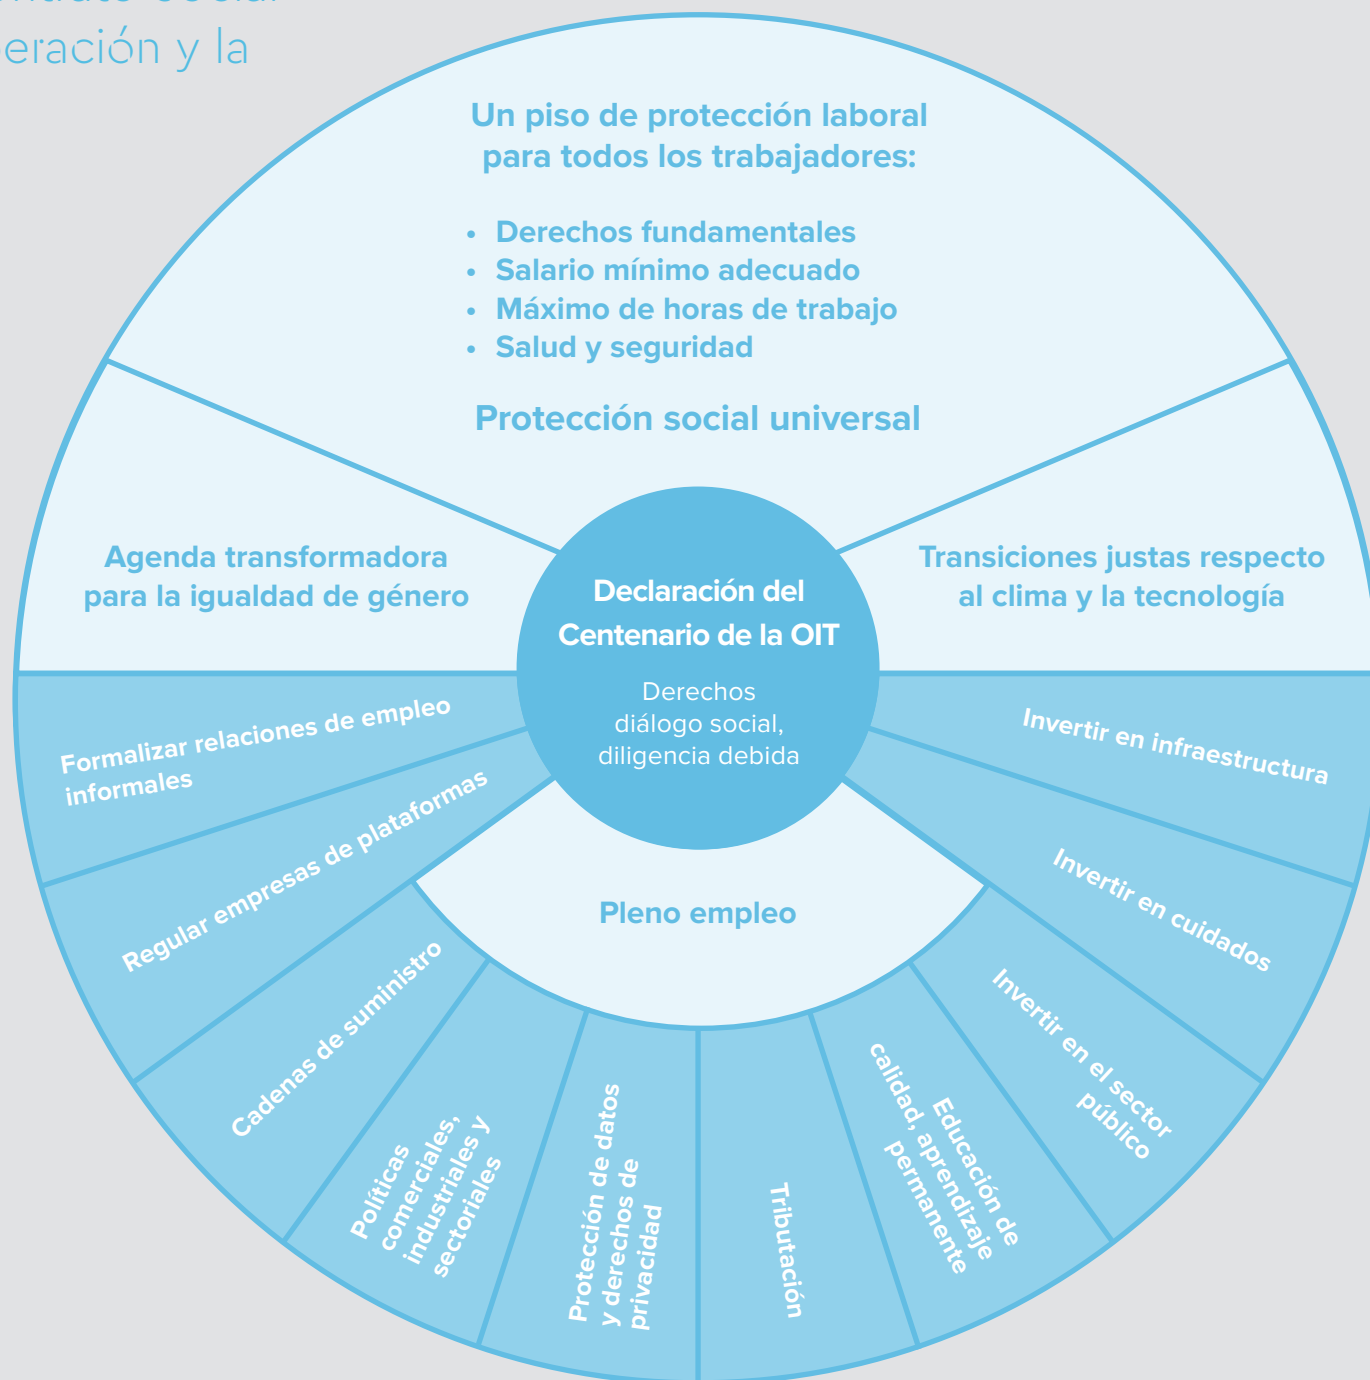 social
eración y la
Un piso de protección laboral
para todos los trabajadores:
• Derechos fundamentales
• Salario mínimo adecuado
• Máximo de horas de trabajo
• Salud y seguridad
Protección social universal
Agenda transformadora
para la igualdad de género
Declaración del
Centenario de la OIT
Derechos
diálogo social,
diligencia debida
Transiciones justas respecto
al clima y la tecnología
Formalizar relaciones de empleo
informales
Regular empresas de plataformas
Cadenas de suministro
Políticas
comerciales,
industriales y
sectoriales
Protección de datos
y derechos de
privacidad
Pleno empleo
Tributación
Educación de
calidad, aprendizaje
permanente
Invertir en el sector
público
Invertir en cuidados
Invertir en infraestructura